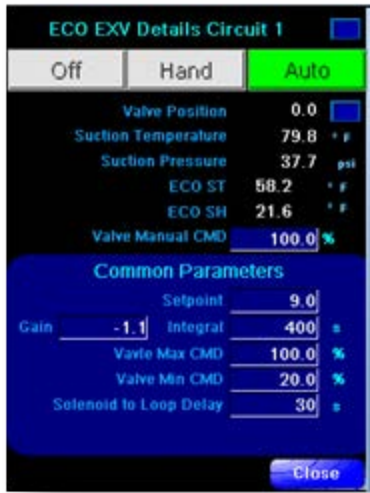 ECO EXV Details Circuit 1
Off Hand Auto
Valve Position 0.0
Suction Temperature 79.8 ° F
Suction Pressure 37.7 psi
ECO ST 58.2 ° F
ECO SH 21.6 ° F
Valve Manual CMD 100.0 %
Common Parameters
Setpoint 9.0
Gain -1.1 Integral 400 s
Vavle Max CMD 100.0 %
Valve Min CMD 20.0 %
Solenoid to Loop Delay 30 s
Close